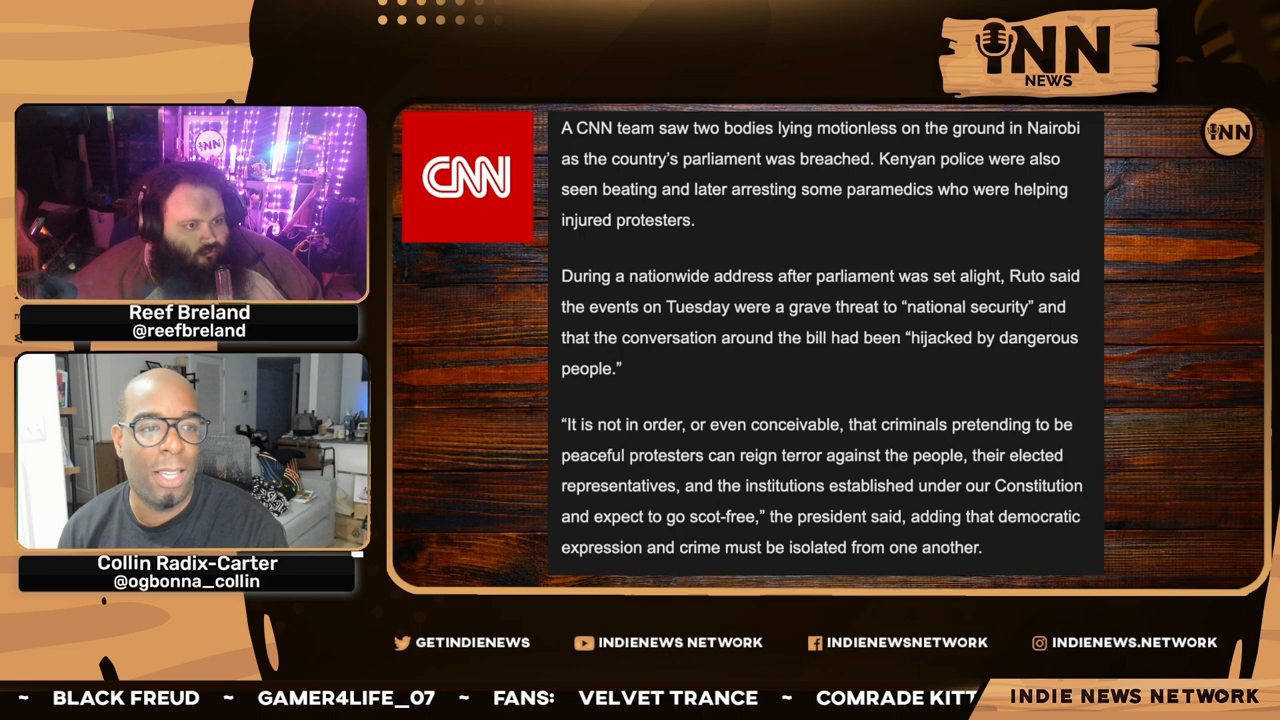 iNN
NEWS
iNN
iNN
CNN
A CNN team saw two bodies lying motionless on the ground in Nairobi
as the country's parliament was breached. Kenyan police were also
seen beating and later arresting some paramedics who were helping
injured protesters.
During a nationwide address after parliament was set alight, Ruto said
the events on Tuesday were a grave threat to “national security” and
that the conversation around the bill had been “hijacked by dangerous
people.”
“It is not in order, or even conceivable, that criminals pretending to be
peaceful protesters can reign terror against the people, their elected
representatives, and the institutions established under our Constitution
and expect to go scot-free,” the president said, adding that democratic
expression and crime must be isolated from one another.
Reef Breland
@reefbreland
Collin Radix-Carter
@ogbonna_collin
GETINDIENEWS
INDIENEWS NETWORK
INDIENEWSNETWORK
INDIENEWS.NETWORK
~ BLACK FREUD ~ GAMER4LIFE_07 ~ FANS: VELVET TRANCE ~ COMRADE KITT
INDIE NEWS NETWORK